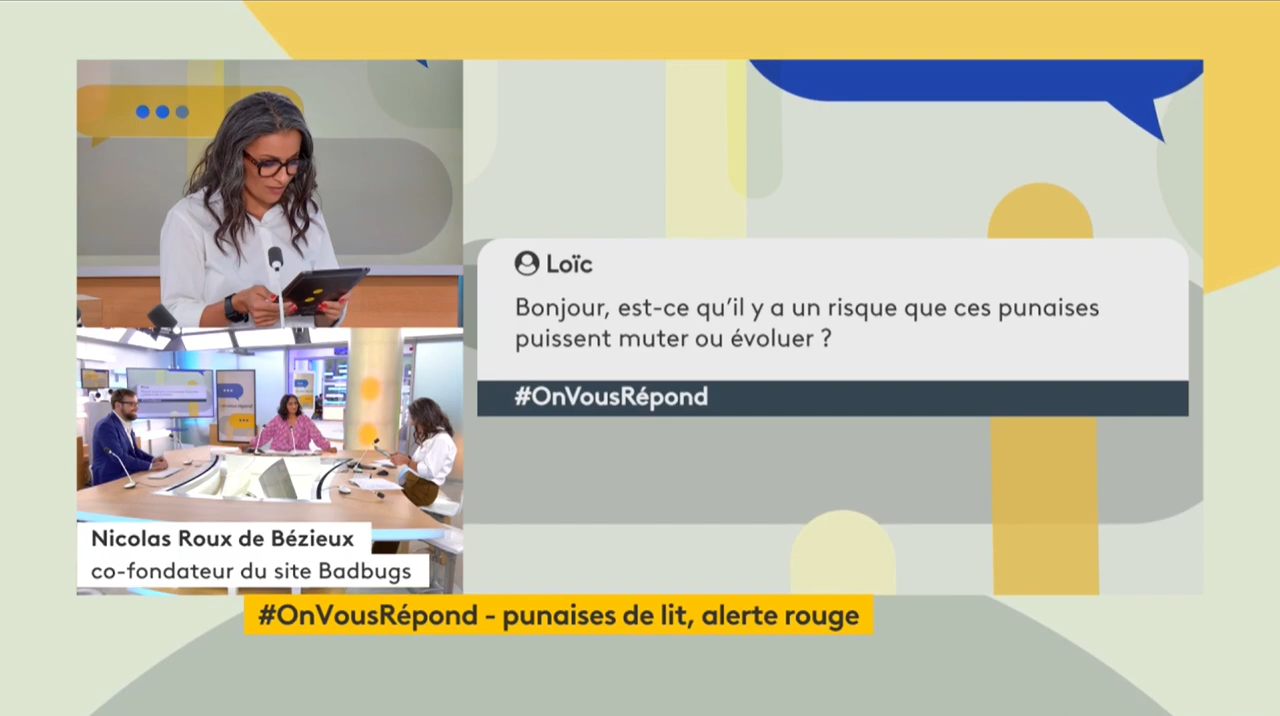 Loïc
Bonjour, est-ce qu'il y a un risque que ces punaises
puissent muter ou évoluer ?
#OnVousRépond
Nicolas Roux de Bézieux
co-fondateur du site Badbugs
#OnVousRépond - punaises de lit, alerte rouge